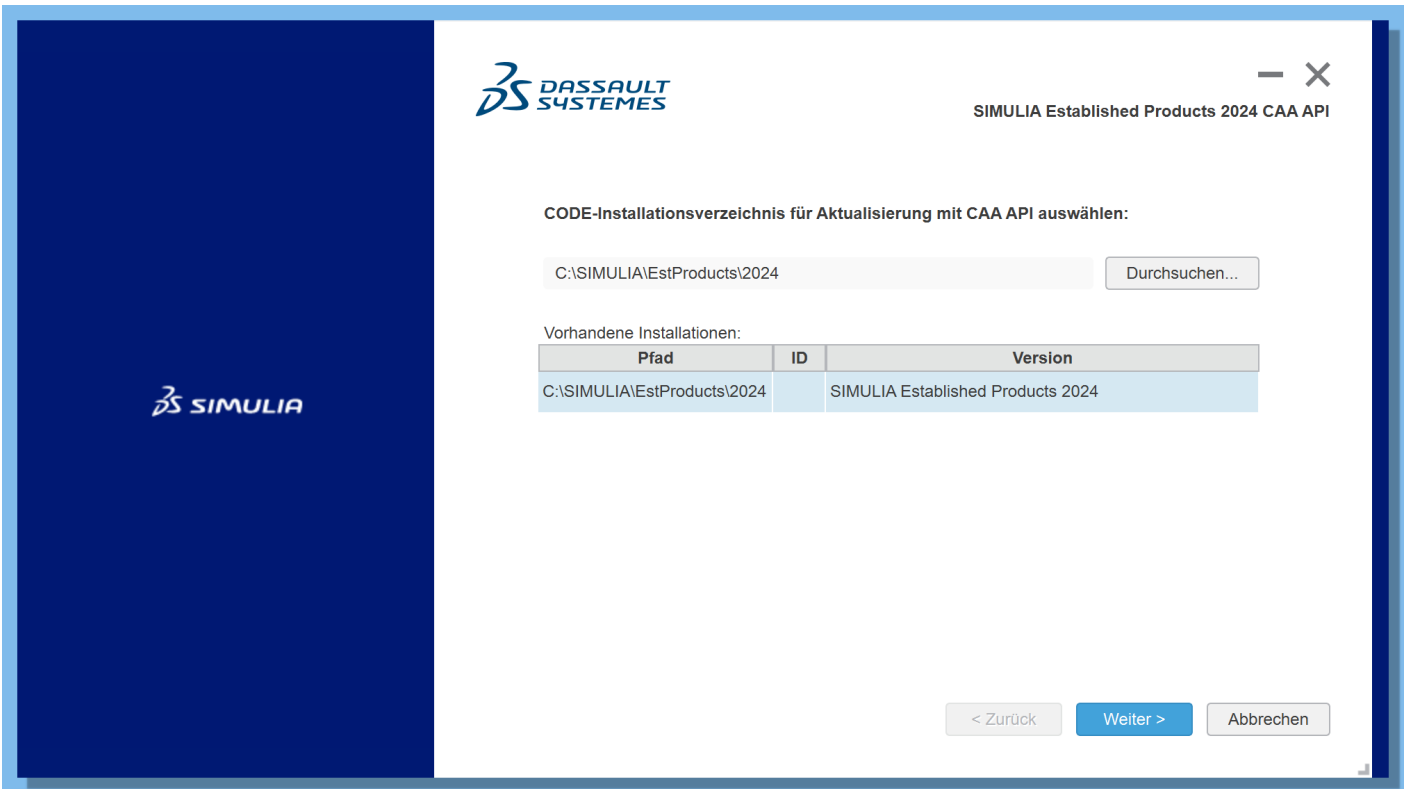 DASSAULT
SYSTEMES
SIMULIA Established Products 2024 CAA API
CODE-Installationsverzeichnis für Aktualisierung mit CAA API auswählen:
C:\SIMULIA\EstProducts\2024 Durchsuchen...
Vorhandene Installationen:
Pfad ID Version
C:\SIMULIA\EstProducts\2024 SIMULIA Established Products 2024
SIMULIA
< Zurück Weiter > Abbrechen